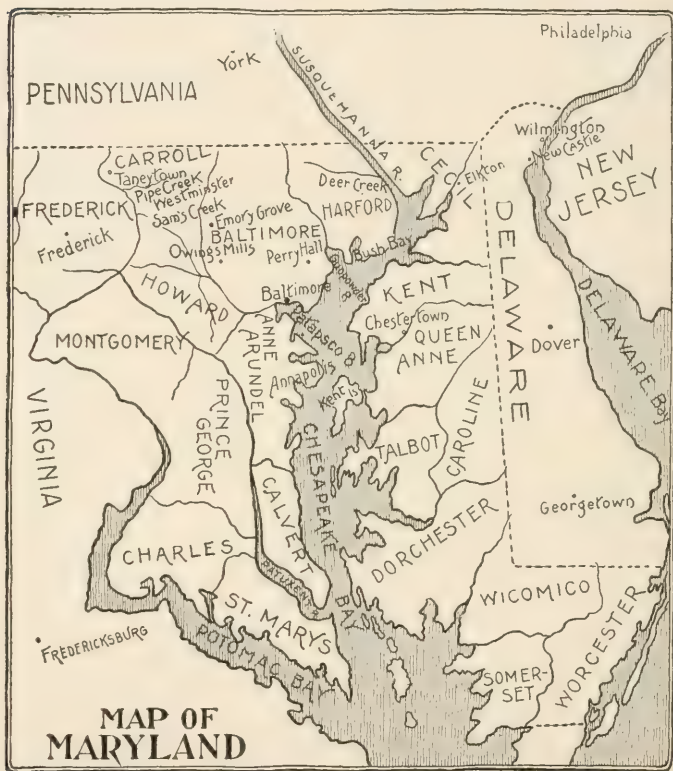 Philadelphia
York
SUSQUEHANNA R.
PENNSYLVANIA
Wilmington
New Castle
NEW
JERSEY
CARROLL
Taneytown
Pipe Creek
Westminster
Sam's Creek
CECIL
Elkton
Deer Creek
HARFORD
FREDERICK
Frederick
Emory Grove
BALTIMORE
Owings Mills
Perry Hall
Bush Bay
Gunpowder
R
DELAWARE
HOWARD
Baltimore
KENT
MONTGOMERY
ANNE
ARUNDEL
Patapsco
Chestertown
QUEEN
ANNE
Dover
DELAWARE Bay
Annapolis
Kent Is.
VIRGINIA
PRINCE
GEORGE
CHESAPEAKE
BAY
TALBOT
CAROLINE
CALVERT
Georgetown
CHARLES
PATUXENT R.
DORCHESTER
ST. MARYS
WICOMICO
FREDERICKSBURG
POTOMAC BAY
SOMER-
SET
WORCESTER
MAP OF
MARYLAND